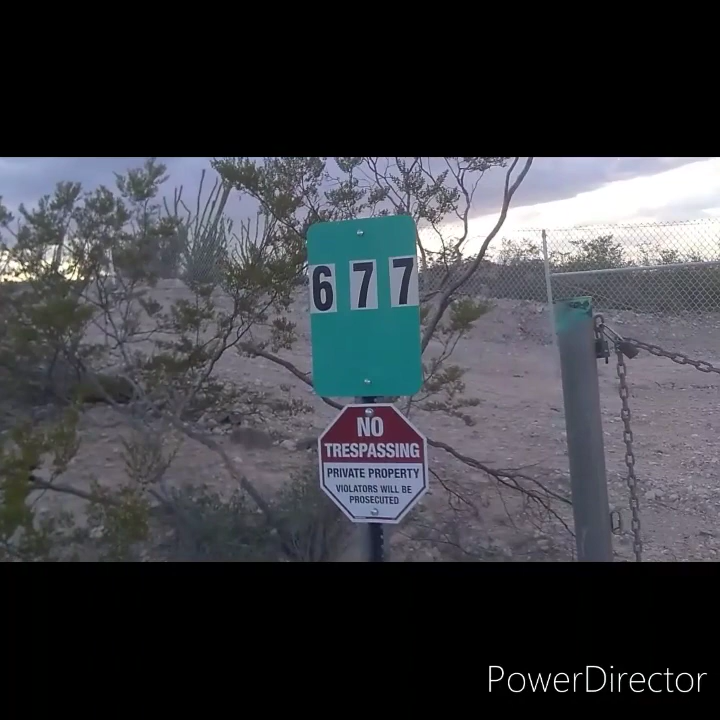 677
NO
TRESPASSING
PRIVATE PROPERTY
VIOLATORS WILL BE
PROSECUTED
PowerDirector